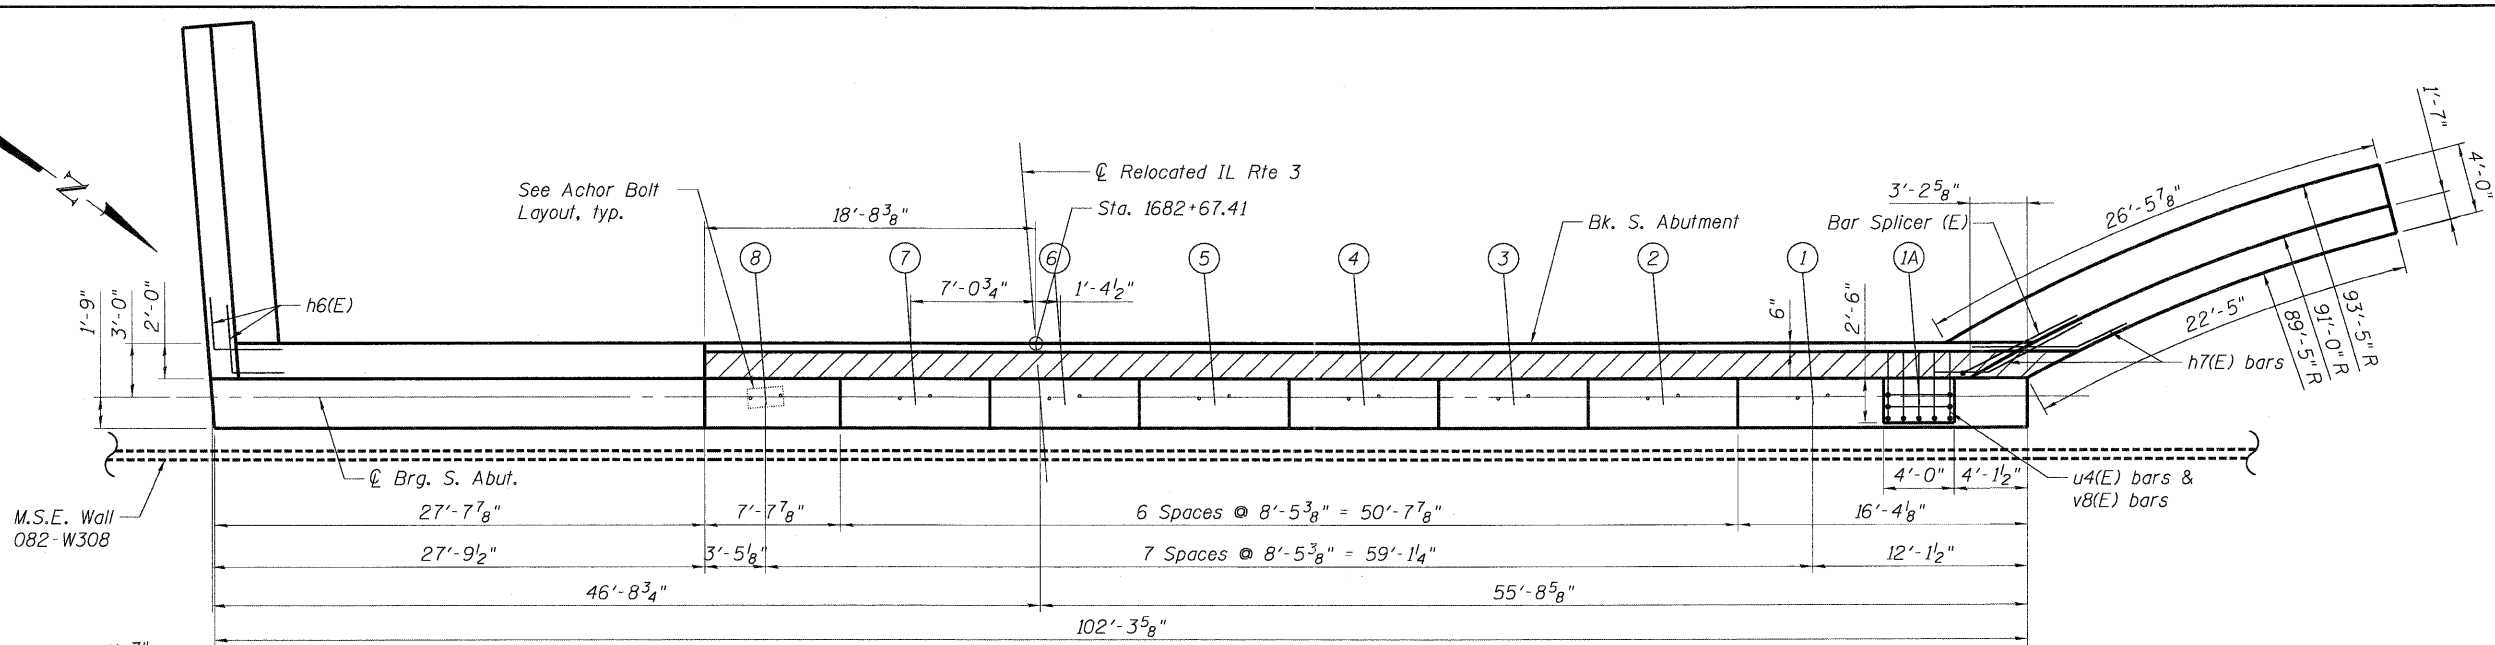 N
See Achor Bolt
Layout, typ.
℄ Relocated IL Rte 3
Sta. 1682+67.41
18'-8 3/8"
Bk. S. Abutment
Bar Splicer (E)
3'-2 5/8"
26'-5 7/8"
1'-7"
4'-0"
8
7
6
5
4
3
2
1
1A
7'-0 3/4"
1'-4 1/2"
h6(E)
1'-9"
3'-0"
2'-0"
6"
2'-6"
22'-5"
93'-5" R
91'-0" R
89'-5" R
h7(E) bars
℄ Brg. S. Abut.
M.S.E. Wall
082-W308
4'-0"
4'-1 1/2"
u4(E) bars &
v8(E) bars
27'-7 7/8"
7'-7 7/8"
6 Spaces @ 8'-5 3/8" = 50'-7 7/8"
16'-4 1/8"
27'-9 1/2"
3'-5 1/8"
7 Spaces @ 8'-5 3/8" = 59'-1 1/4"
12'-1 1/2"
46'-8 3/4"
55'-8 5/8"
102'-3 5/8"